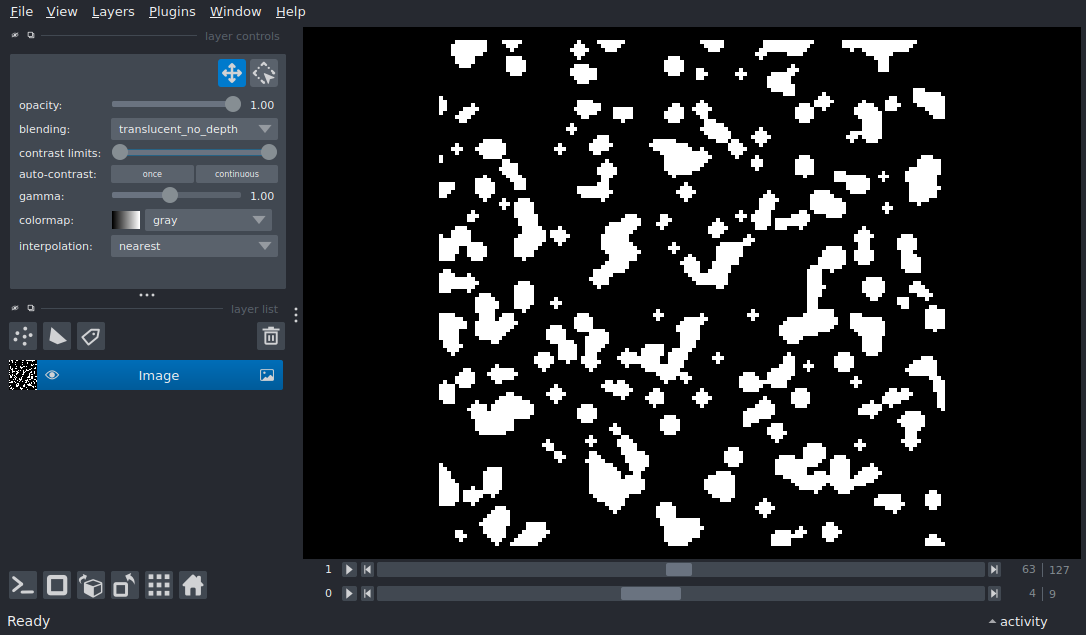 File View Layers Plugins Window Help
layer controls
opacity: 1.00
blending: translucent_no_depth
contrast limits:
auto-contrast: once continuous
gamma: 1.00
colormap: gray
interpolation: nearest
layer list
Image
1 63 127
0 4 9
Ready activity